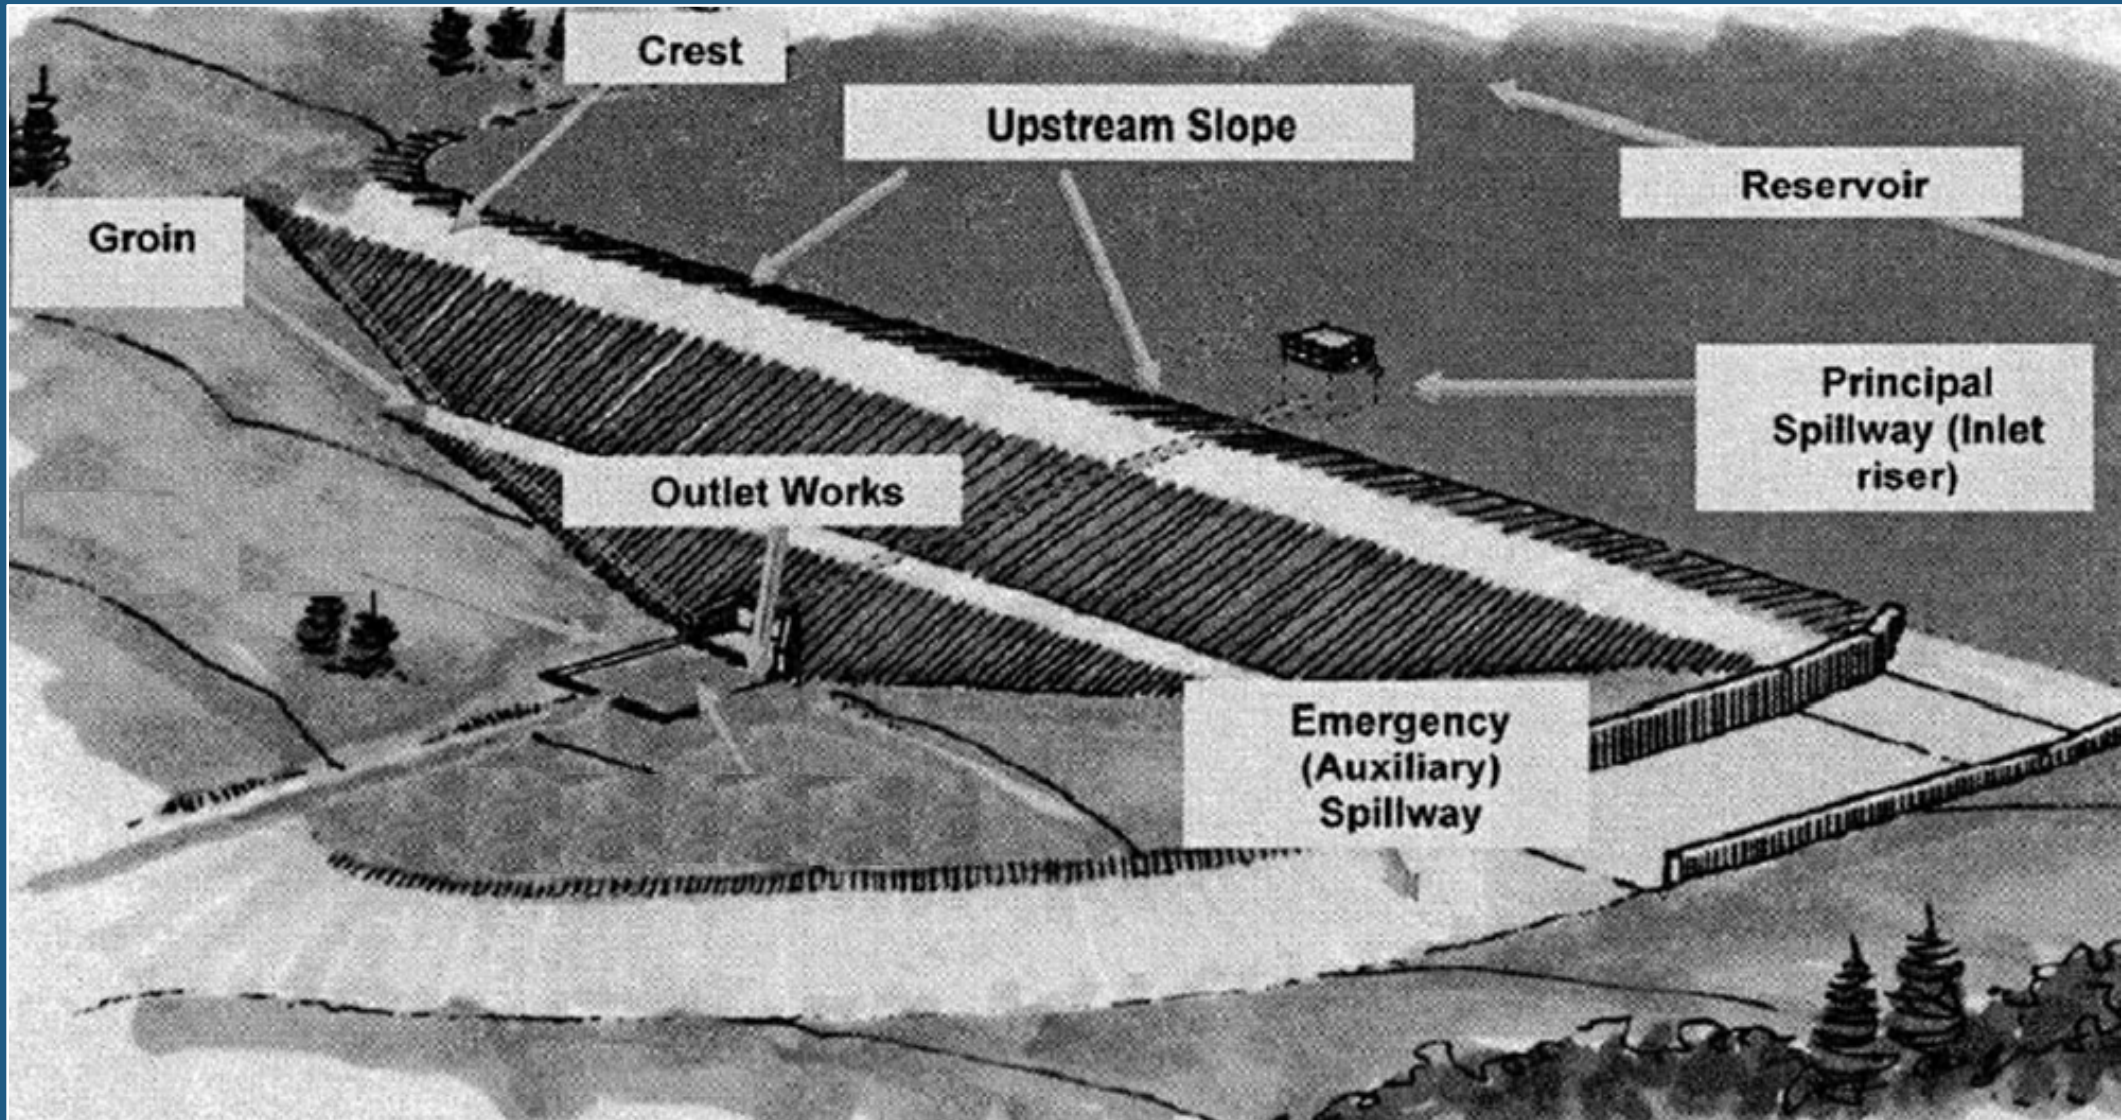 Crest
Upstream Slope
Reservoir
Groin
Principal
Spillway (Inlet
riser)
Outlet Works
Emergency
(Auxiliary)
Spillway